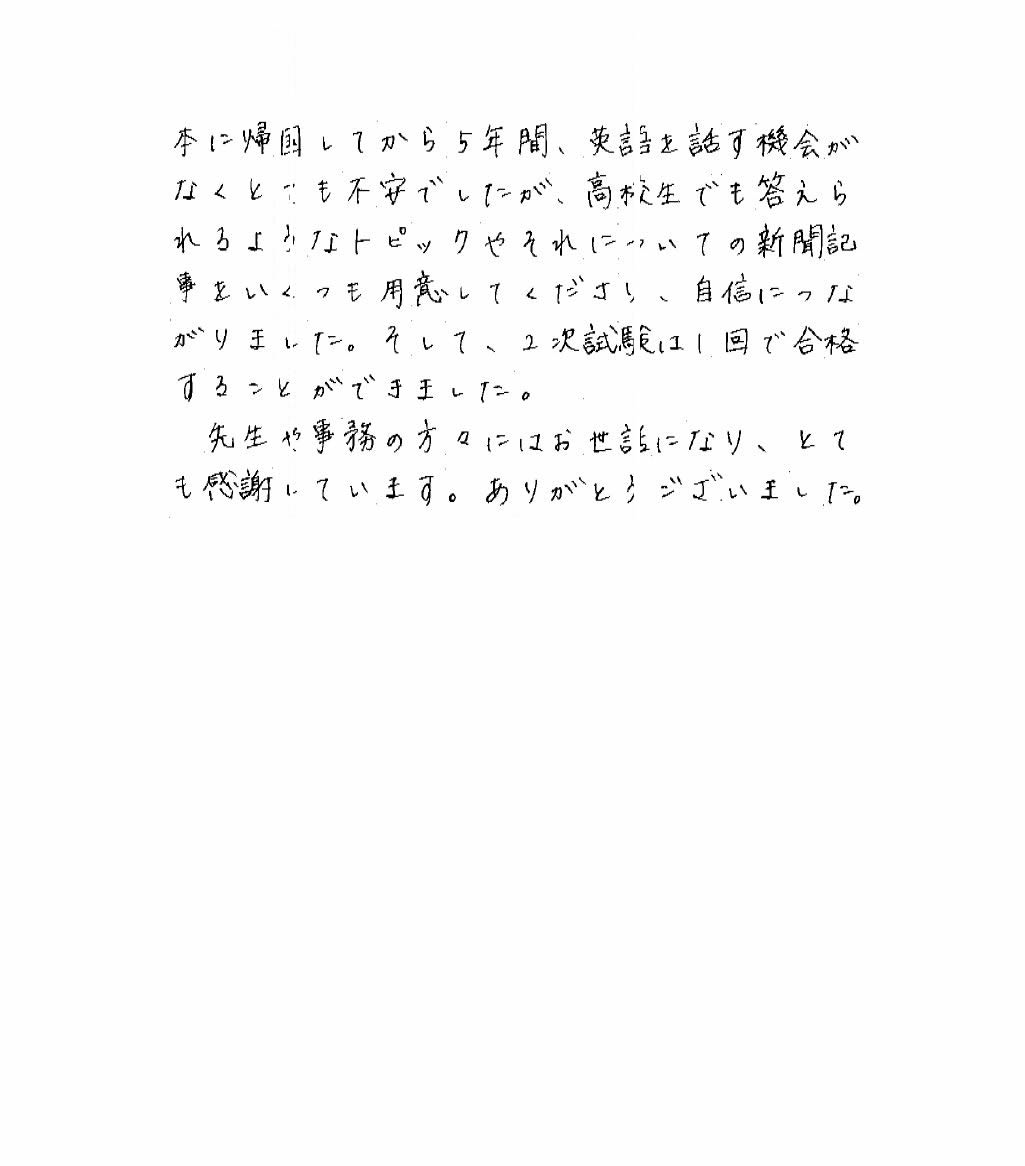 本に帰国してから5年間、英語を話す機会が
なくとても不安でしたが、高校生でも答えら
れるようなトピックやそれについての新聞記
事をいくつも用意してくださり、自信につな
がりました。そして、2次試験は1回で合格
することができました。
先生や事務の方々にはお世話になり、とて
も感謝しています。ありがとうございました。